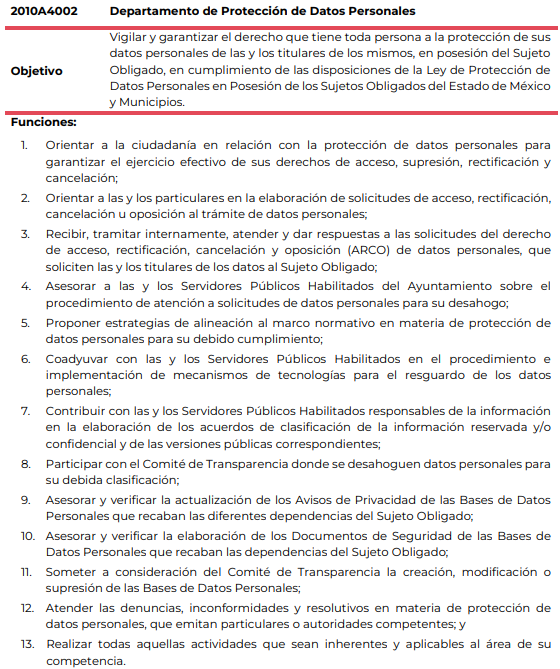 2010A4002 Departamento de Protección de Datos Personales
Vigilar y garantizar el derecho que tiene toda persona a la protección de sus
datos personales de las y los titulares de los mismos, en posesión del Sujeto
Objetivo
Obligado, en cumplimiento de las disposiciones de la Ley de Protección de
Datos Personales en Posesión de los Sujetos Obligados del Estado de México
y Municipios.
Funciones:
1. Orientar a la ciudadanía en relación con la protección de datos personales para
garantizar el ejercicio efectivo de sus derechos de acceso, supresión, rectificación y
cancelación;
2. Orientar a las y los particulares en la elaboración de solicitudes de acceso, rectificación,
cancelación u oposición al trámite de datos personales;
3. Recibir, tramitar internamente, atender y dar respuestas a las solicitudes del derecho
de acceso, rectificación, cancelación y oposición (ARCO) de datos personales, que
soliciten las y los titulares de los datos al Sujeto Obligado;
4. Asesorar a las y los Servidores Públicos Habilitados del Ayuntamiento sobre el
procedimiento de atención a solicitudes de datos personales para su desahogo;
5. Proponer estrategias de alineación al marco normativo en materia de protección de
datos personales para su debido cumplimiento;
6. Coadyuvar con las y los Servidores Públicos Habilitados en el procedimiento e
implementación de mecanismos de tecnologías para el resguardo de los datos
personales;
7. Contribuir con las y los Servidores Públicos Habilitados responsables de la información
en la elaboración de los acuerdos de clasificación de la información reservada y/o
confidencial y de las versiones públicas correspondientes;
8. Participar con el Comité de Transparencia donde se desahoguen datos personales para
su debida clasificación;
9. Asesorar y verificar la actualización de los Avisos de Privacidad de las Bases de Datos
Personales que recaban las diferentes dependencias del Sujeto Obligado;
10. Asesorar y verificar la elaboración de los Documentos de Seguridad de las Bases de
Datos Personales que recaban las dependencias del Sujeto Obligado;
11. Someter a consideración del Comité de Transparencia la creación, modificación o
supresión de las Bases de Datos Personales;
12. Atender las denuncias, inconformidades y resolutivos en materia de protección de
datos personales, que emitan particulares o autoridades competentes; y
13. Realizar todas aquellas actividades que sean inherentes y aplicables al área de su
competencia.